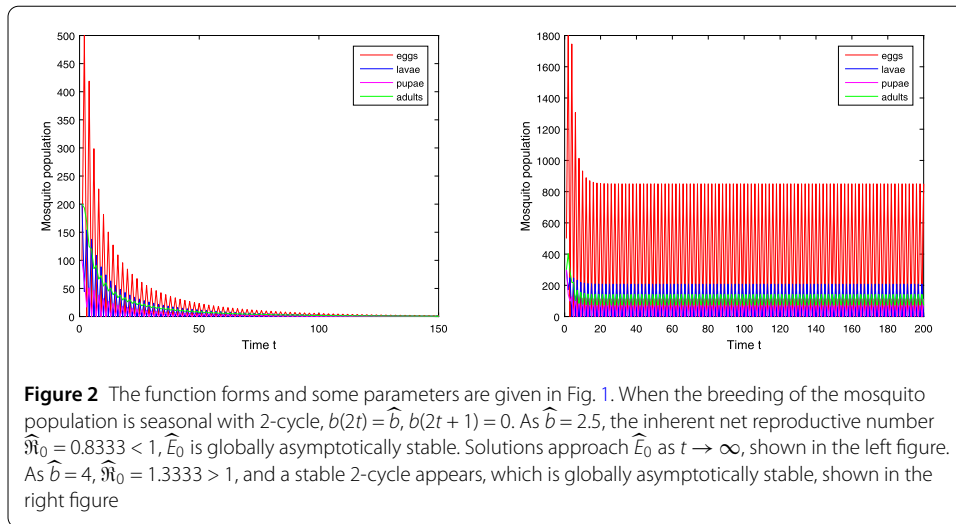 500
450
400
350
300
250
200
150
100
50
0
Mosquito population
eggs
lavae
pupae
adults
0 50 100 150
Time t
1800
1600
1400
1200
1000
800
600
400
200
0
Mosquito population
eggs
lavae
pupae
adults
0 20 40 60 80 100 120 140 160 180 200
Time t
Figure 2 The function forms and some parameters are given in Fig. 1. When the breeding of the mosquito
population is seasonal with 2-cycle, b(2t) = b̂, b(2t + 1) = 0. As b̂ = 2.5, the inherent net reproductive number
ℜ̂₀ = 0.8333 < 1, Ê₀ is globally asymptotically stable. Solutions approach Ê₀ as t → ∞, shown in the left figure.
As b̂ = 4, ℜ̂₀ = 1.3333 > 1, and a stable 2-cycle appears, which is globally asymptotically stable, shown in the
right figure